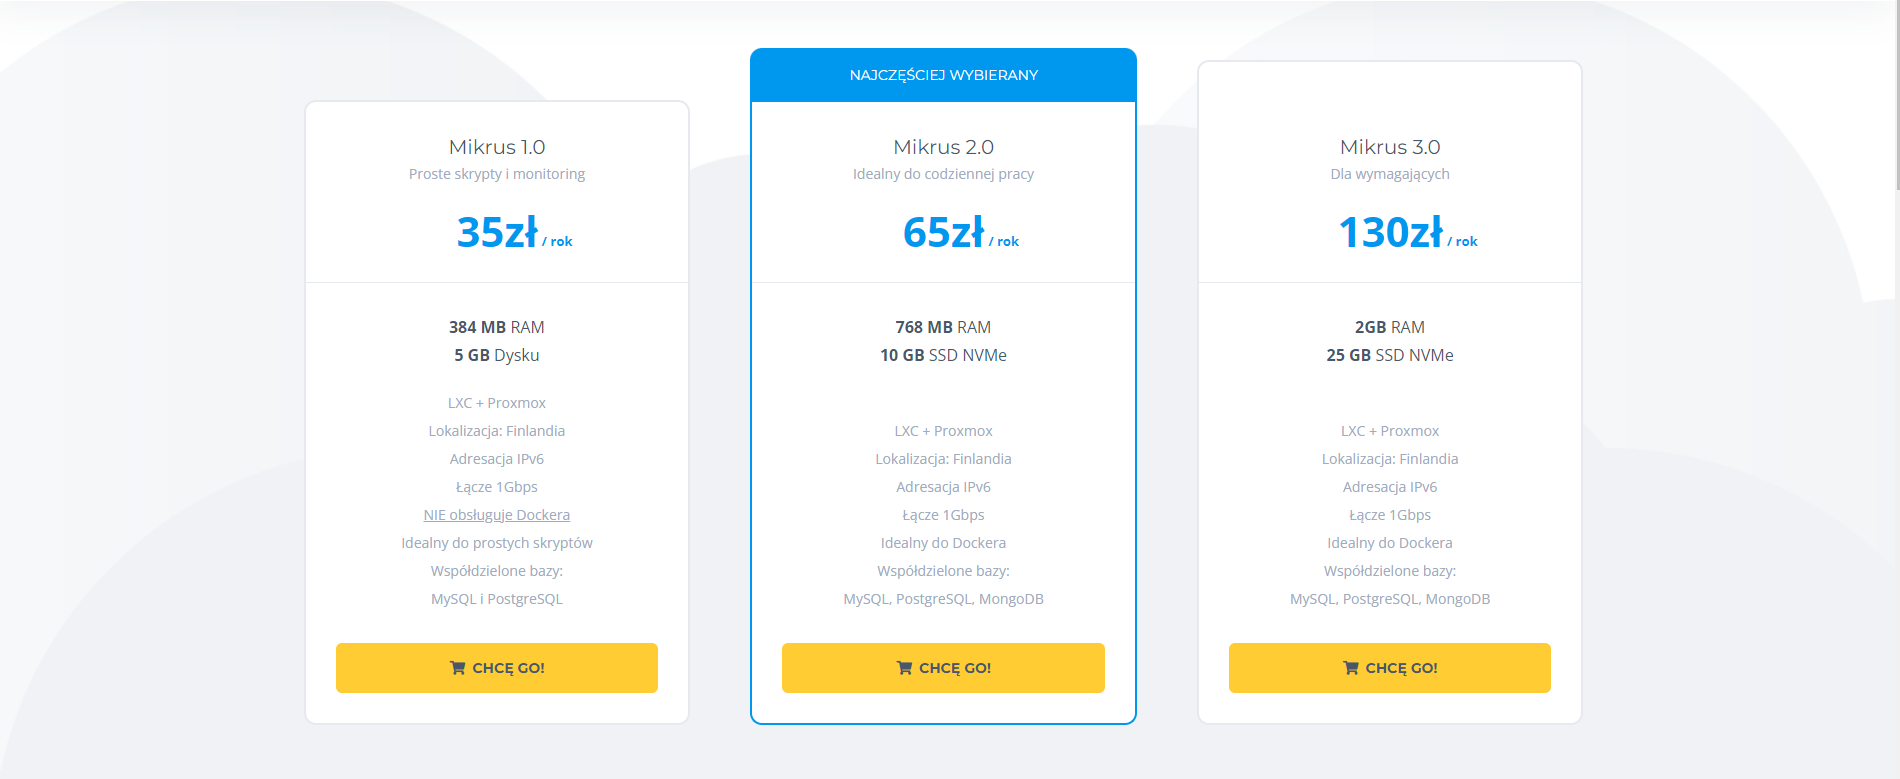 Mikrus 1.0
Proste skrypty i monitoring
35zł / rok
384 MB RAM
5 GB Dysku
LXC + Proxmox
Lokalizacja: Finlandia
Adresacja IPv6
Łącze 1Gbps
NIE obsługuje Dockera
Idealny do prostych skryptów
Współdzielone bazy:
MySQL i PostgreSQL
CHCĘ GO!
NAJCZĘŚCIEJ WYBIERANY
Mikrus 2.0
Idealny do codziennej pracy
65zł / rok
768 MB RAM
10 GB SSD NVMe
LXC + Proxmox
Lokalizacja: Finlandia
Adresacja IPv6
Łącze 1Gbps
Idealny do Dockera
Współdzielone bazy:
MySQL, PostgreSQL, MongoDB
CHCĘ GO!
Mikrus 3.0
Dla wymagających
130zł / rok
2GB RAM
25 GB SSD NVMe
LXC + Proxmox
Lokalizacja: Finlandia
Adresacja IPv6
Łącze 1Gbps
Idealny do Dockera
Współdzielone bazy:
MySQL, PostgreSQL, MongoDB
CHCĘ GO!